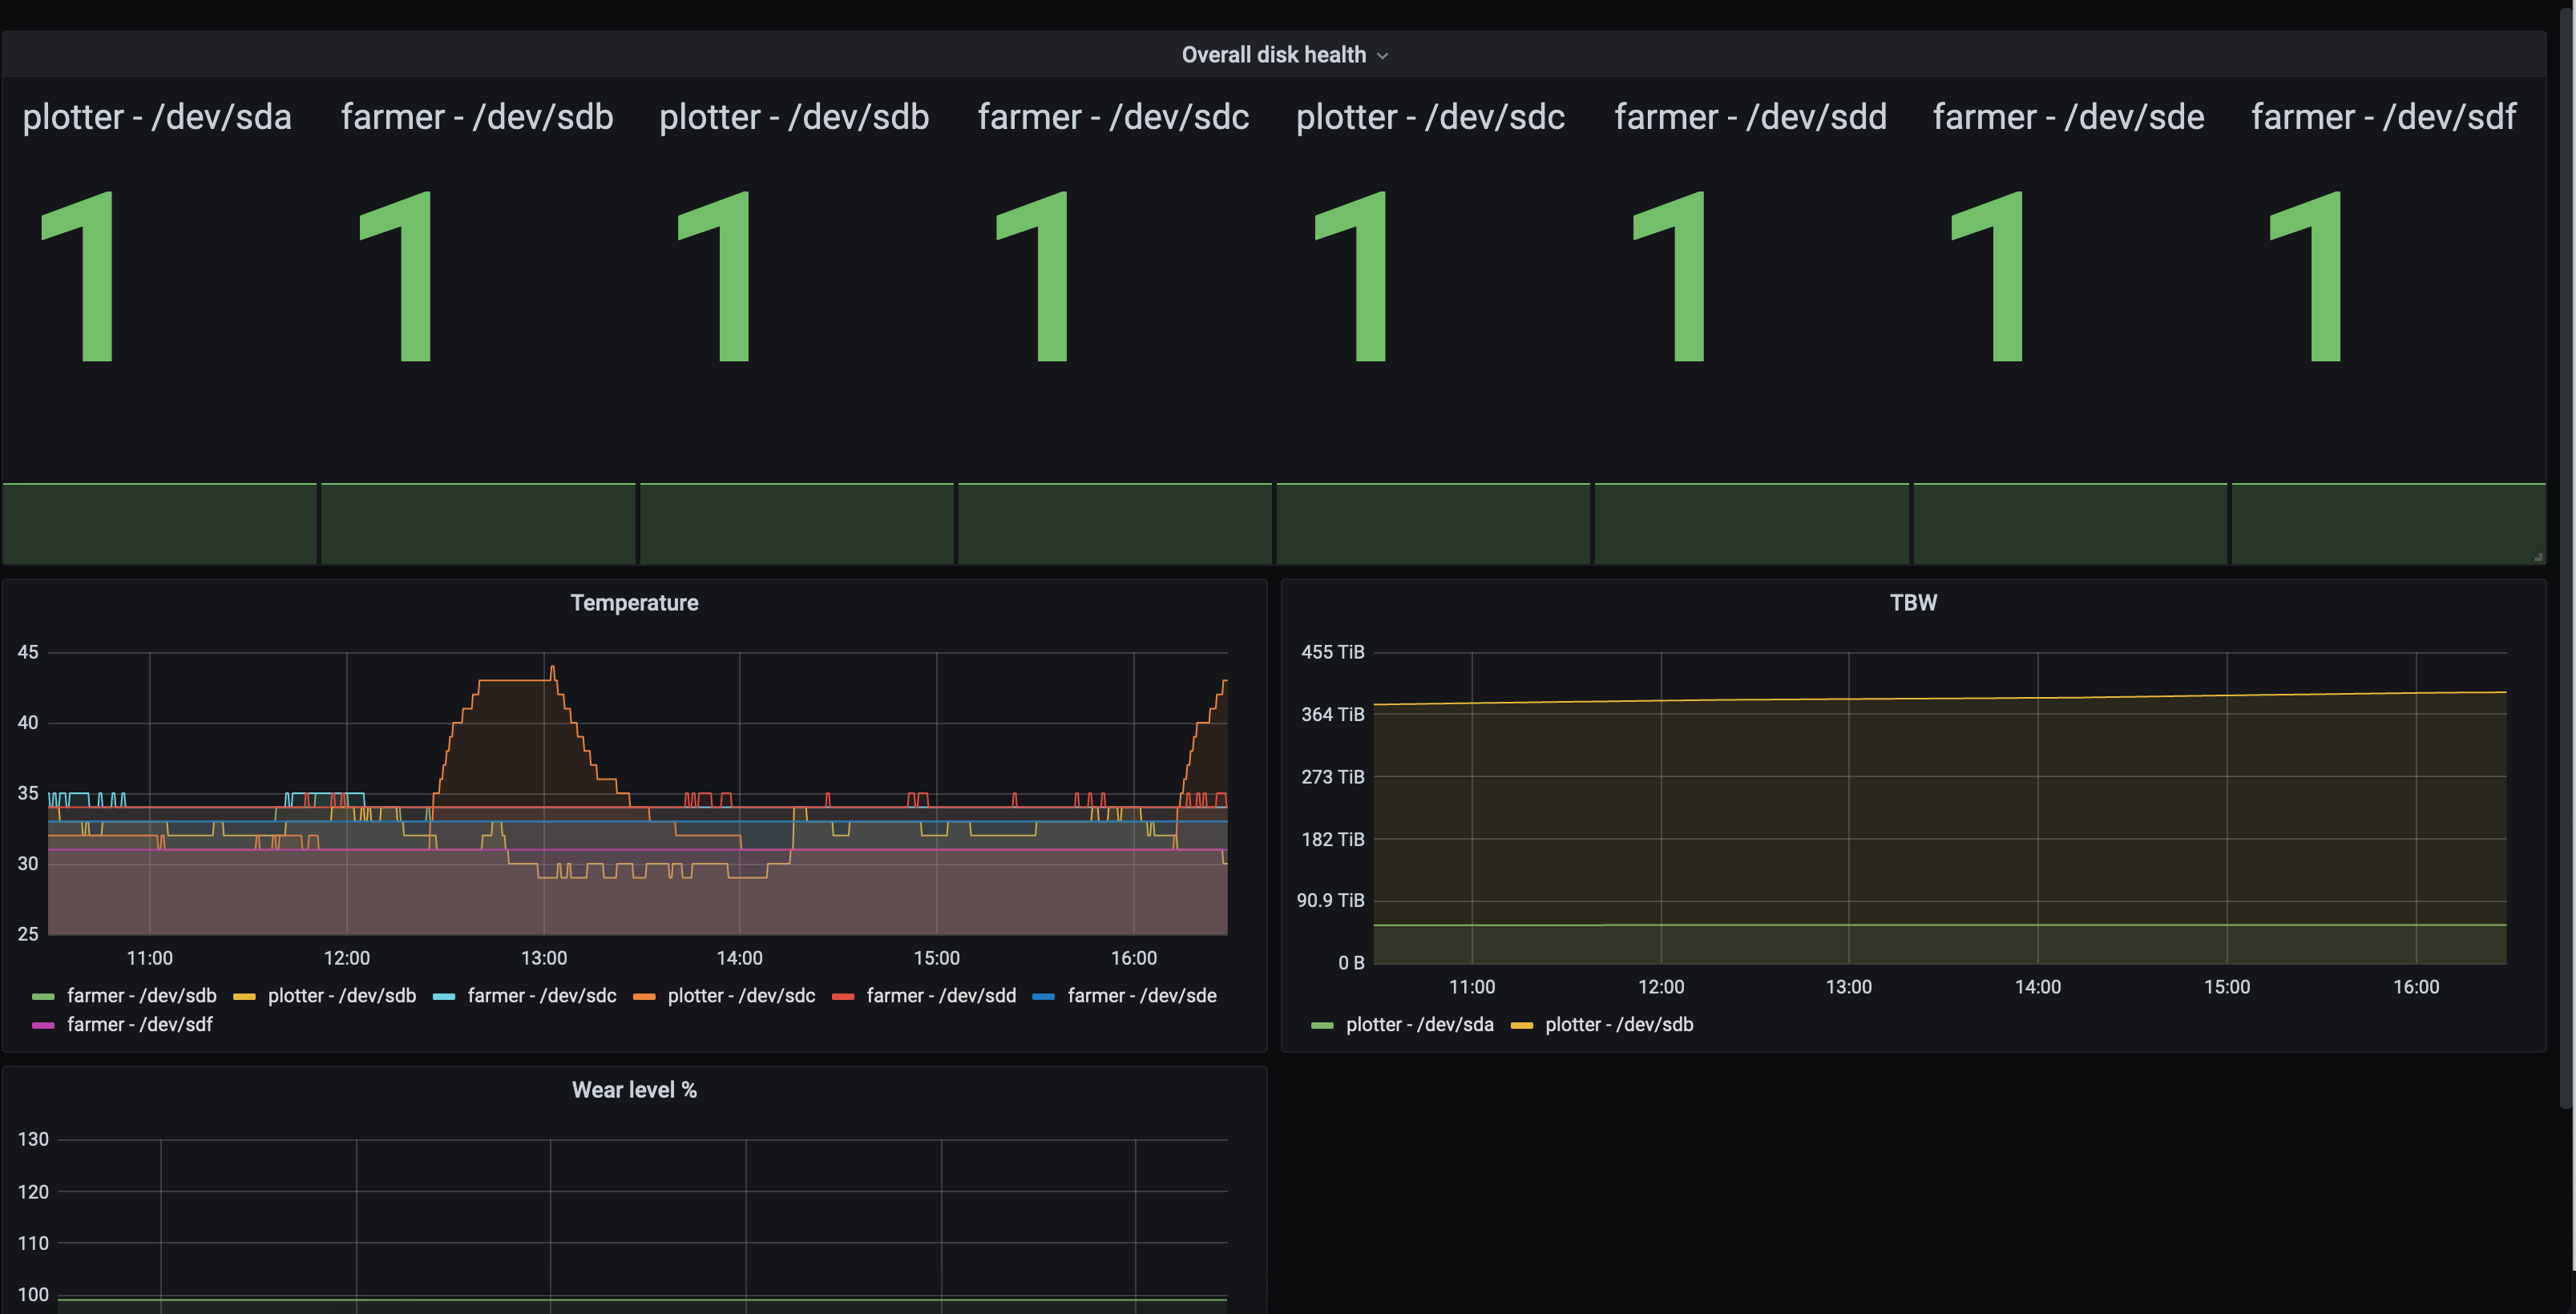 Overall disk health
plotter - /dev/sda farmer - /dev/sdb plotter - /dev/sdb farmer - /dev/sdc plotter - /dev/sdc farmer - /dev/sdd farmer - /dev/sde farmer - /dev/sdf
1 1 1 1 1 1 1 1
Temperature
45
40
35
30
25
11:00 12:00 13:00 14:00 15:00 16:00
farmer - /dev/sdb plotter - /dev/sdb farmer - /dev/sdc plotter - /dev/sdc farmer - /dev/sdd farmer - /dev/sde
farmer - /dev/sdf
TBW
455 TiB
364 TiB
273 TiB
182 TiB
90.9 TiB
0 B
11:00 12:00 13:00 14:00 15:00 16:00
plotter - /dev/sda plotter - /dev/sdb
Wear level %
130
120
110
100